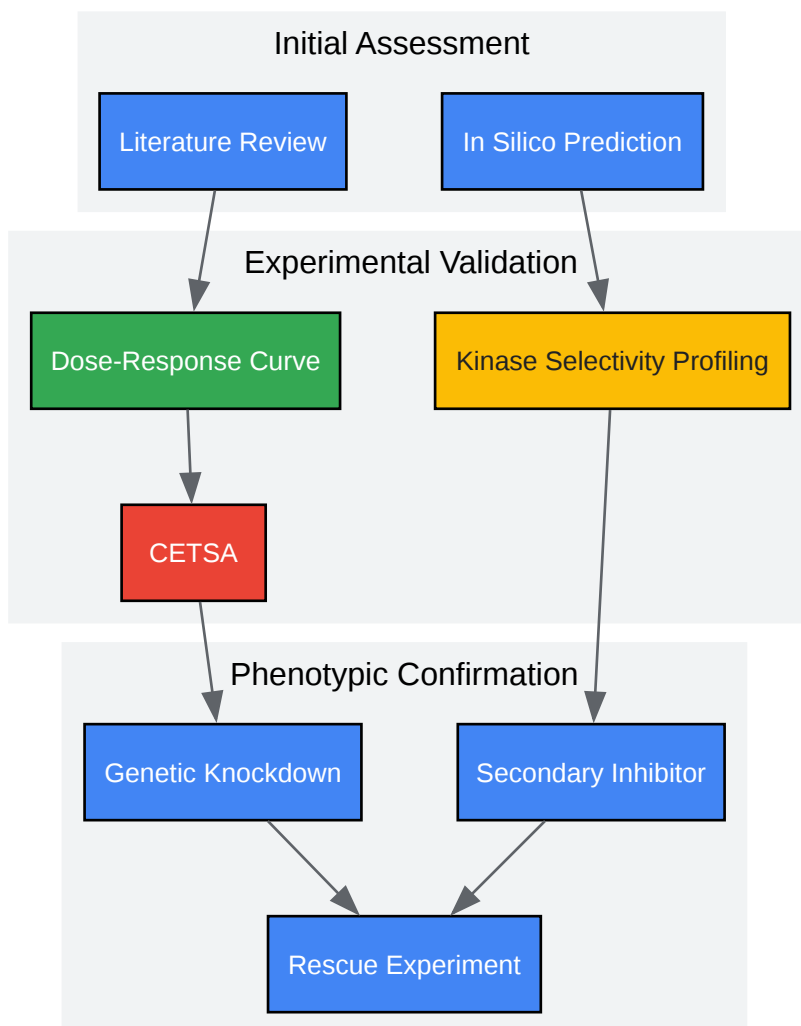 Initial Assessment
Literature Review
In Silico Prediction
Experimental Validation
Dose-Response Curve
Kinase Selectivity Profiling
CETSA
Phenotypic Confirmation
Genetic Knockdown
Secondary Inhibitor
Rescue Experiment